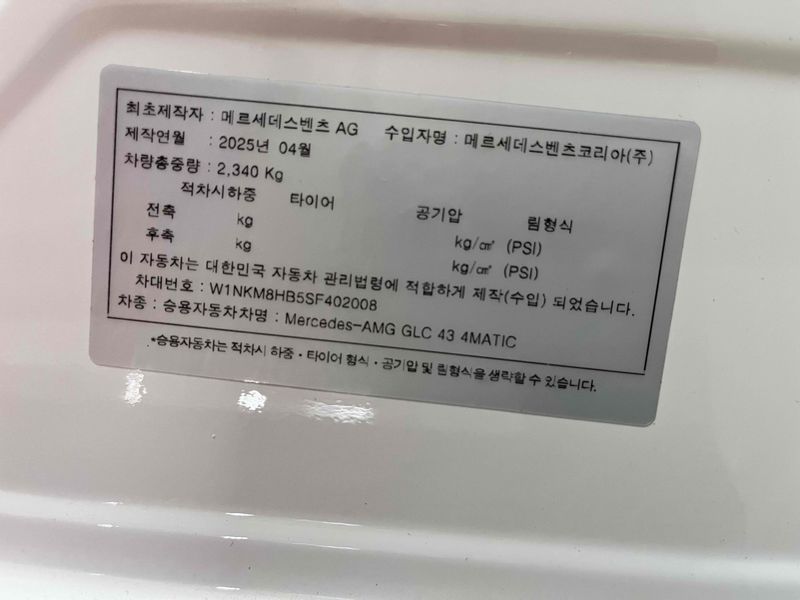 최초제작자 : 메르세데스벤츠 AG 수입자명 : 메르세데스벤츠코리아(주)
제작연월 : 2025년 04월
차량총중량 : 2,340 Kg
적차시하중 타이어 공기압 림형식
전축 kg kg/㎠ (PSI)
후축 kg kg/㎠ (PSI)
이 자동차는 대한민국 자동차 관리법령에 적합하게 제작(수입) 되었습니다.
차대번호 : W1NKM8HB5SF402008
차종 : 승용자동차차명 : Mercedes-AMG GLC 43 4MATIC
.*승용자동차는 적차시 하중·타이어 형식·공기압 및 림형식을 생략할 수 있습니다.